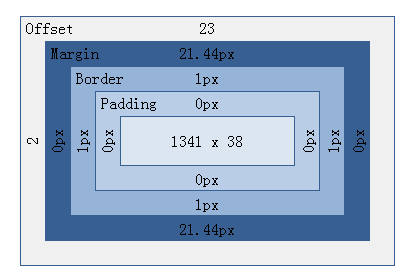 Offset 23
Margin 21.44px
Border 1px
Padding 0px
2 0px 1px 0px 1341 x 38 0px 1px 0px
0px
1px
21.44px